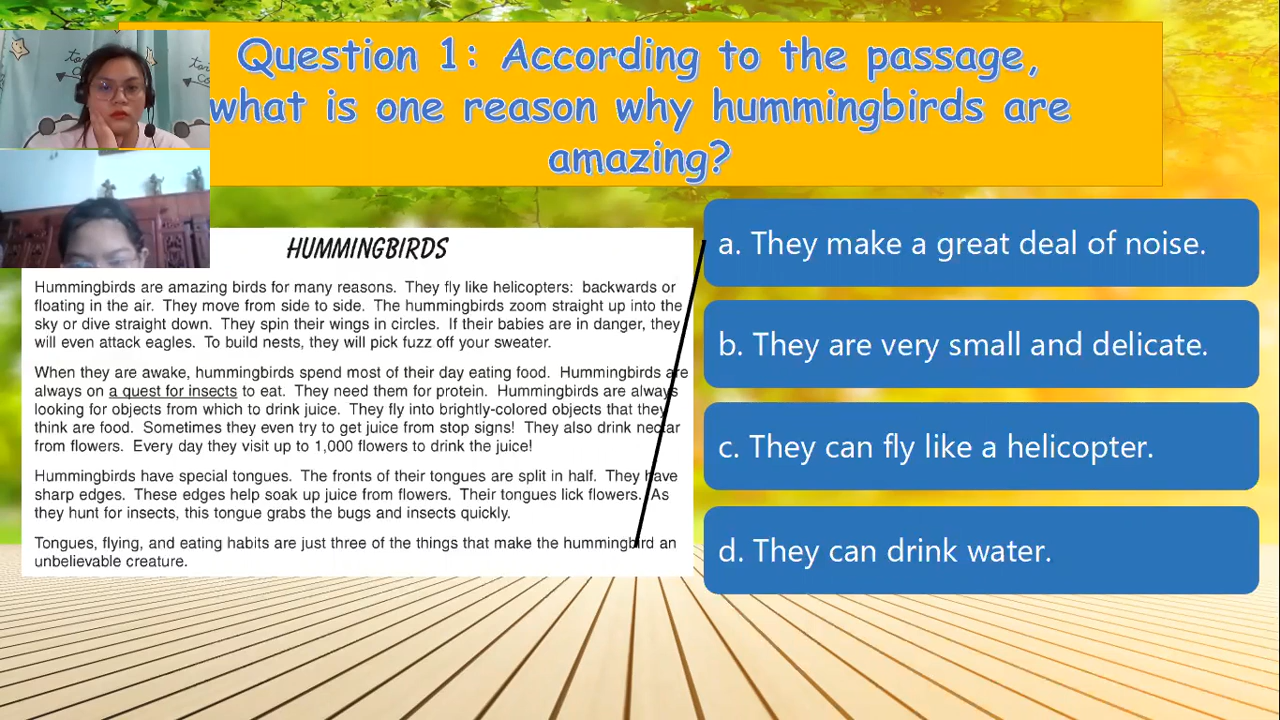 Question 1: According to the passage,
what is one reason why hummingbirds are
amazing?
HUMMINGBIRDS
Hummingbirds are amazing birds for many reasons. They fly like helicopters: backwards or
floating in the air. They move from side to side. The hummingbirds zoom straight up into the
sky or dive straight down. They spin their wings in circles. If their babies are in danger, they
will even attack eagles. To build nests, they will pick fuzz off your sweater.
When they are awake, hummingbirds spend most of their day eating food. Hummingbirds are
always on a quest for insects to eat. They need them for protein. Hummingbirds are always
looking for objects from which to drink juice. They fly into brightly-colored objects that they
think are food. Sometimes they even try to get juice from stop signs! They also drink nectar
from flowers. Every day they visit up to 1,000 flowers to drink the juice!
Hummingbirds have special tongues. The fronts of their tongues are split in half. They have
sharp edges. These edges help soak up juice from flowers. Their tongues lick flowers. As
they hunt for insects, this tongue grabs the bugs and insects quickly.
Tongues, flying, and eating habits are just three of the things that make the hummingbird an
unbelievable creature.
a. They make a great deal of noise.
b. They are very small and delicate.
c. They can fly like a helicopter.
d. They can drink water.